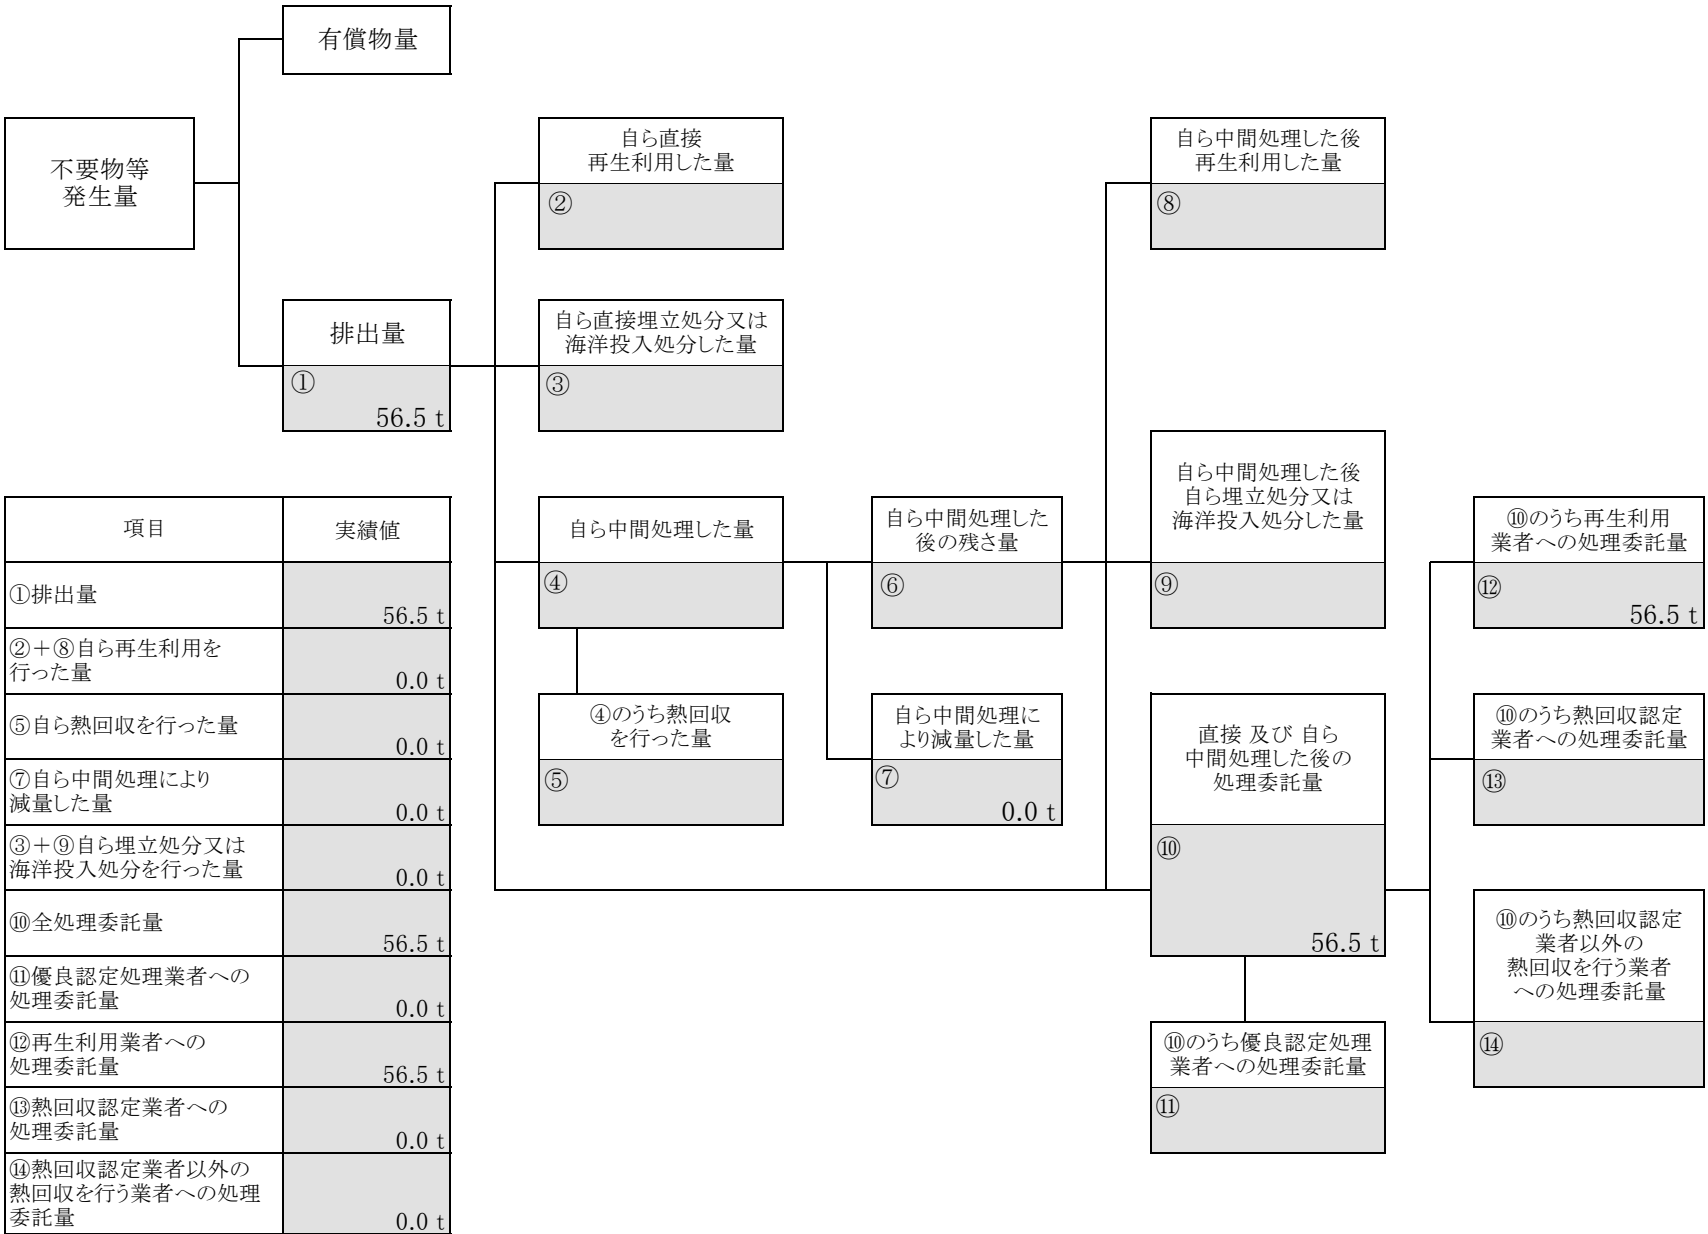 有償物量
不要物等
発生量
自ら直接
再生利用した量
②
自ら中間処理した後
再生利用した量
⑧
排出量
①
56.5 t
自ら直接埋立処分又は
海洋投入処分した量
③
自ら中間処理した量
④
自ら中間処理した
後の残さ量
⑥
自ら中間処理した後
自ら埋立処分又は
海洋投入処分した量
⑨
⑩のうち再生利用
業者への処理委託量
⑫
56.5 t
④のうち熱回収
を行った量
⑤
自ら中間処理に
より減量した量
⑦
0.0 t
直接 及び 自ら
中間処理した後の
処理委託量
⑩
56.5 t
⑩のうち熱回収認定
業者への処理委託量
⑬
⑩のうち熱回収認定
業者以外の
熱回収を行う業者
への処理委託量
⑭
⑩のうち優良認定処理
業者への処理委託量
⑪
項目 実績値
①排出量
56.5 t
②+⑧自ら再生利用を
行った量
0.0 t
⑤自ら熱回収を行った量
0.0 t
⑦自ら中間処理により
減量した量
0.0 t
③+⑨自ら埋立処分又は
海洋投入処分を行った量
0.0 t
⑩全処理委託量
56.5 t
⑪優良認定処理業者への
処理委託量
0.0 t
⑫再生利用業者への
処理委託量
56.5 t
⑬熱回収認定業者への
処理委託量
0.0 t
⑭熱回収認定業者以外の
熱回収を行う業者への処理
委託量
0.0 t